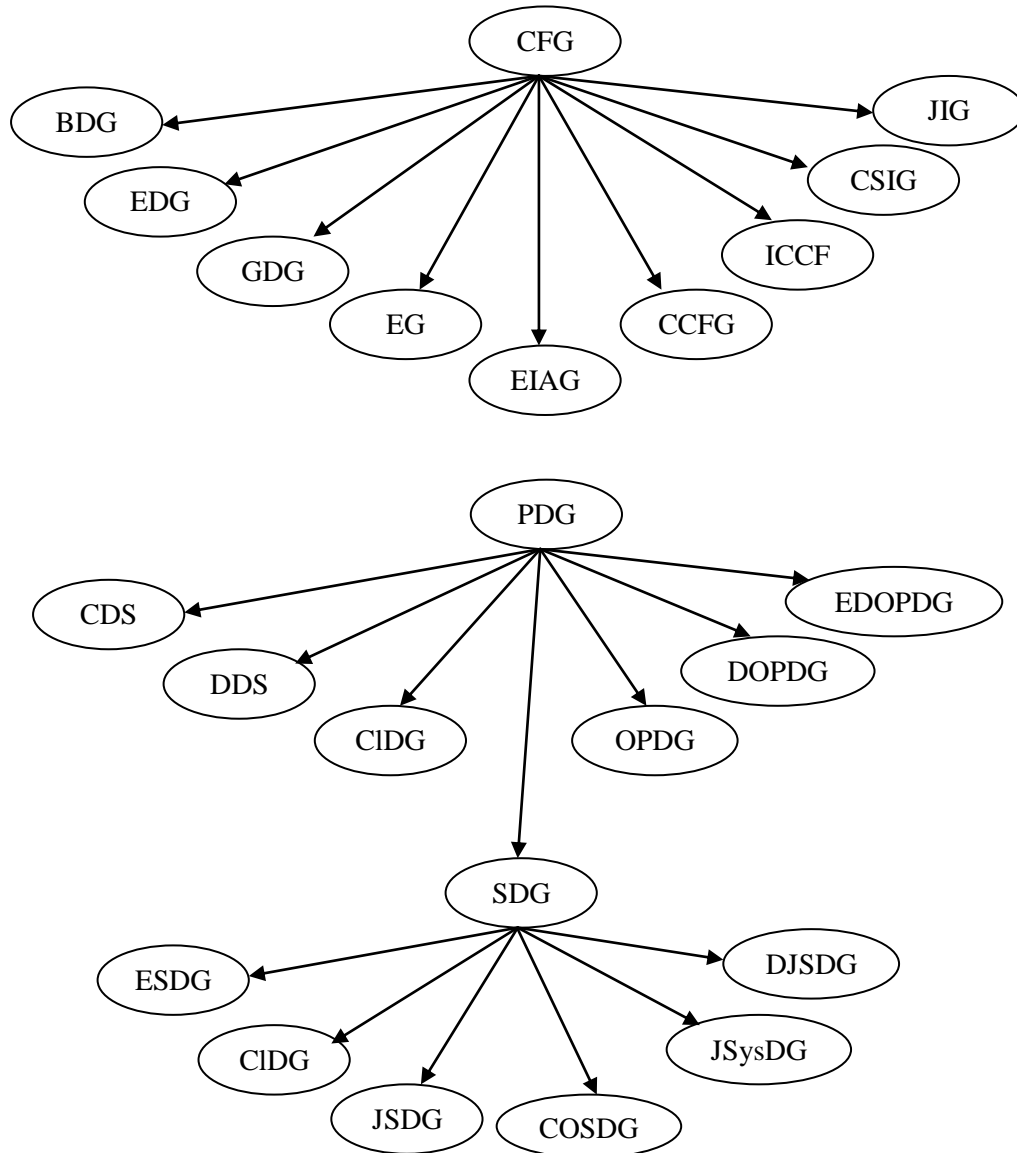 CFG
BDG
JIG
CSIG
EDG
ICCF
GDG
EG
CCFG
EIAG
PDG
CDS
EDOPDG
DDS
DOPDG
ClDG
OPDG
SDG
ESDG
DJSDG
ClDG
JSysDG
JSDG
COSDG